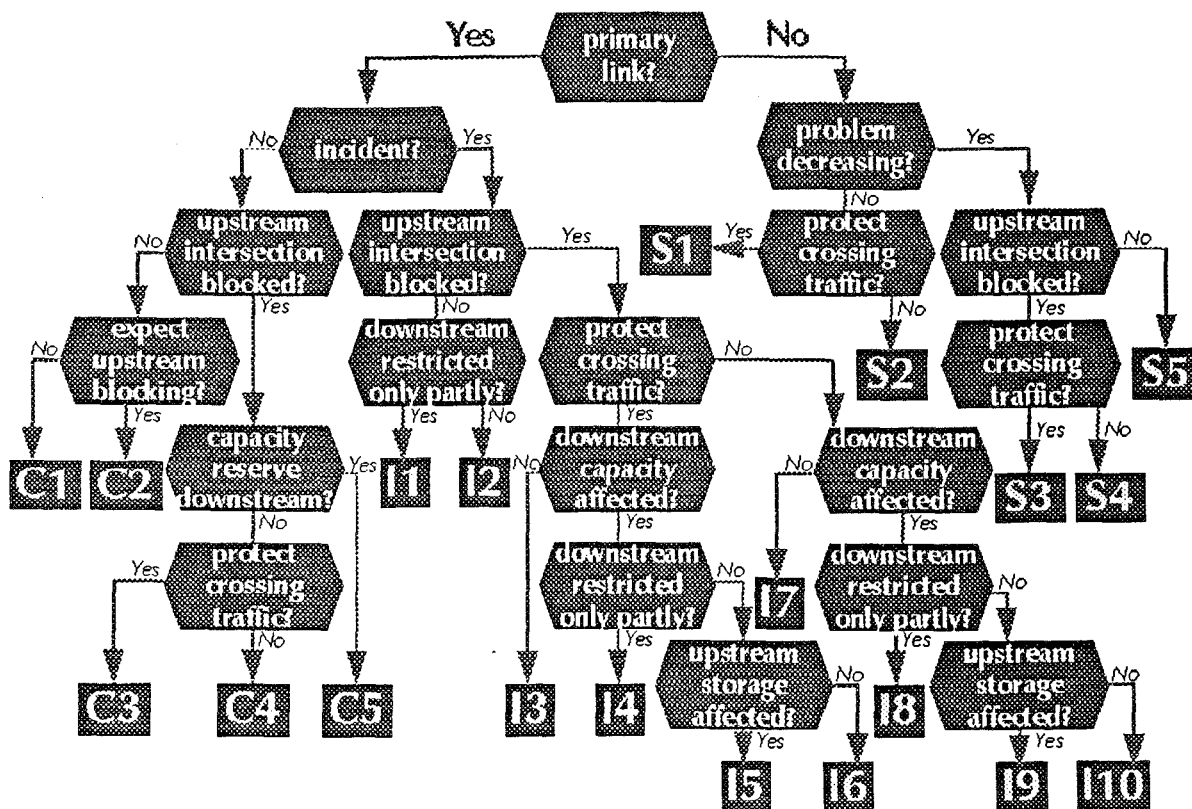 Yes
primary
link?
No
No
incident?
Yes
problem
decreasing?
Yes
No
upstream
intersection
blocked?
No
Yes
upstream
intersection
blocked?
Yes
No
S1
Yes
protect
crossing
traffic?
No
upstream
intersection
blocked?
No
Yes
expect
upstream
blocking?
No
Yes
downstream
restricted
only partly?
Yes
No
protect
crossing
traffic?
No
Yes
S2
protect
crossing
traffic?
Yes
No
S5
C1
C2
capacity
reserve
downstream?
Yes
No
I1
I2
downstream
capacity
affected?
No
Yes
downstream
capacity
affected?
No
Yes
S3
S4
protect
crossing
traffic?
Yes
No
downstream
restricted
only partly?
No
Yes
I7
downstream
restricted
only partly?
No
Yes
C3
C4
C5
I3
I4
upstream
storage
affected?
No
Yes
I8
upstream
storage
affected?
No
Yes
I5
I6
I9
I10